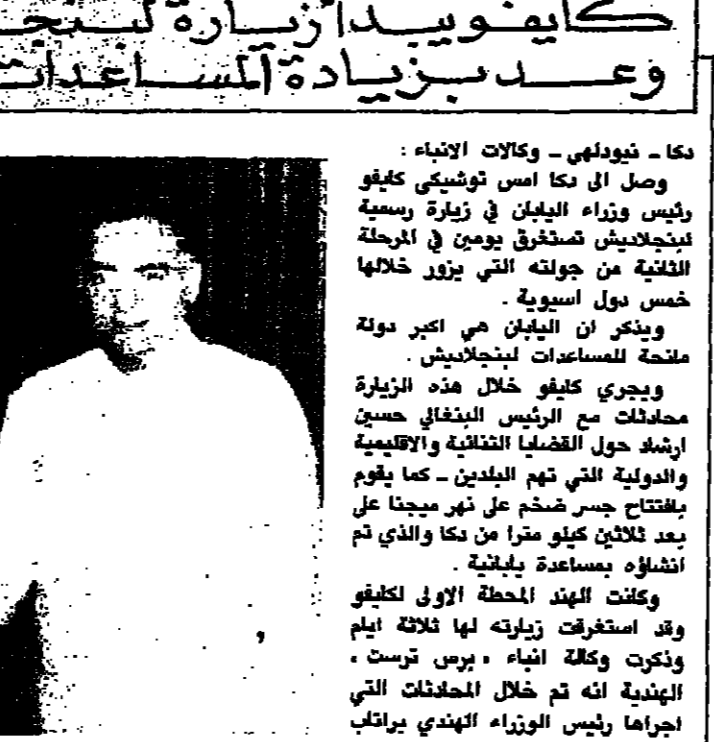 كايفو يبدأ زيارة لبنجـ
وعد بزيادة المساعدات
دكا ـ نيودلهي ـ وكالات الانباء :
وصل الى دكا امس توشيكي كايفو
رئيس وزراء اليابان في زيارة رسمية
لبنجلاديش تستغرق يومين في المرحلة
الثانية من جولته التي يزور خلالها
خمس دول اسيوية .
ويذكر ان اليابان هي اكبر دولة
مانحة للمساعدات لبنجلاديش .
ويجري كايفو خلال هذه الزيارة
محادثات مع الرئيس البنغالي حسين
ارشاد حول القضايا الثنائية والاقليمية
والدولية التي تهم البلدين ـ كما يقوم
بافتتاح جسر ضخم على نهر ميجنا على
بعد ثلاثين كيلو مترا من دكا والذي تم
انشاؤه بمساعدة يابانية .
وكانت الهند المحطة الاولى لكايفو
وقد استغرقت زيارته لها ثلاثة ايام
وذكرت وكالة انباء « برس ترست »
الهندية انه تم خلال المحادثات التي
اجراها رئيس الوزراء الهندي براتاب